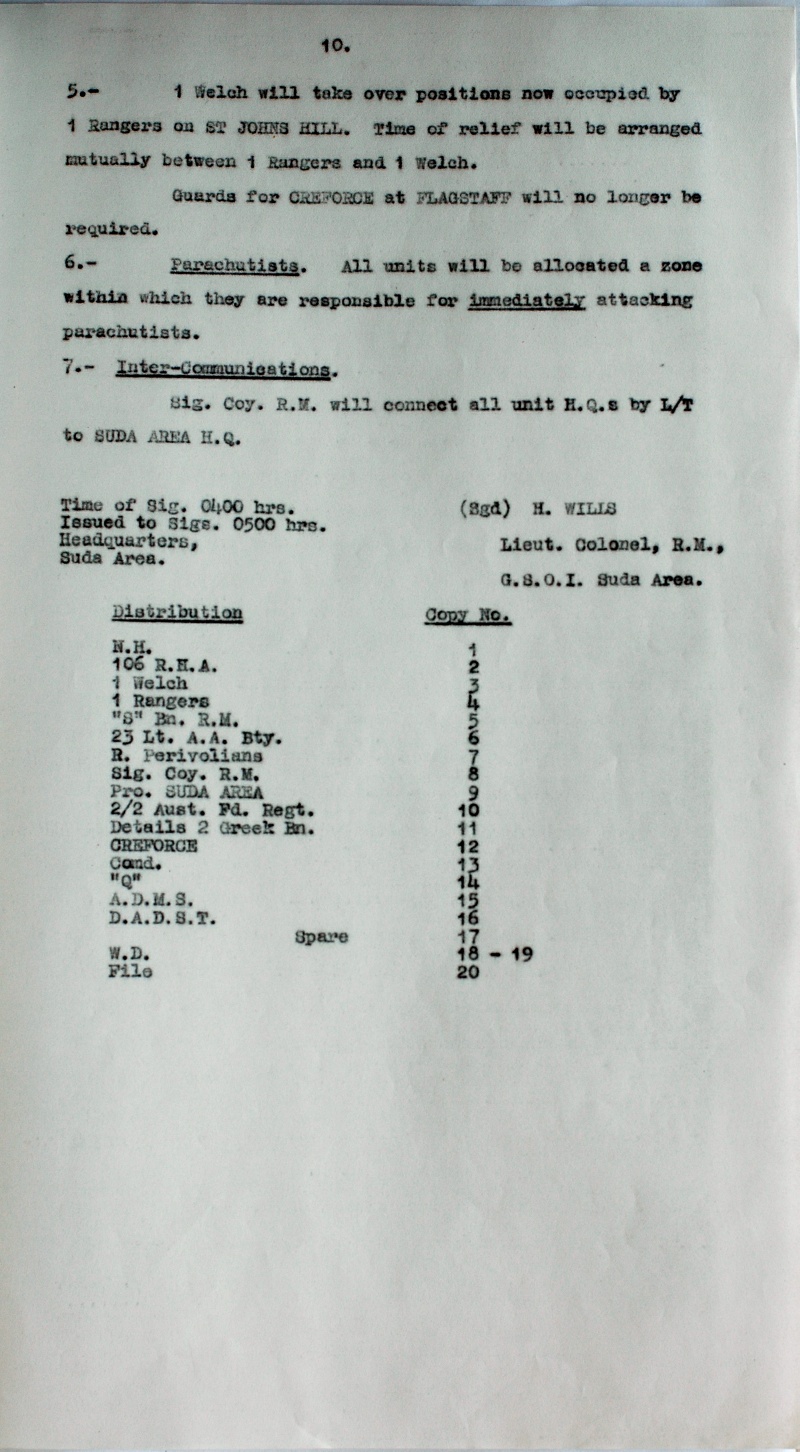 10.
5.- 1 Welch will take over positions now occupied by
1 Rangers on ST JOHNS HILL. Time of relief will be arranged
mutually between 1 Rangers and 1 Welch.
Guards for CREFORCE at FLAGSTAFF will no longer be
required.
6.- Parachutists. All units will be allocated a zone
within which they are responsible for immediately attacking
parachutists.
7.- Inter-Communications.
Sig. Coy. R.M. will connect all unit H.Q.s by L/T
to SUDA AREA H.Q.
Time of Sig. 0400 hrs.
Issued to Sigs. 0500 hrs.
Headquarters,
Suda Area.
(Sgd) H. WILLS
Lieut. Colonel, R.M.,
G.S.O.I. Suda Area.
Distribution Copy No.
N.H. 1
106 R.H.A. 2
1 Welch 3
1 Rangers 4
"S" Bn. R.M. 5
23 Lt. A.A. Bty. 6
R. Perivolians 7
Sig. Coy. R.M. 8
Pro. SUDA AREA 9
2/2 Aust. Fd. Regt. 10
Details 2 Greek Bn. 11
CREFORCE 12
Comd. 13
"Q" 14
A.D.M.S. 15
D.A.D.S.T. 16
Spare 17
W.D. 18 - 19
File 20